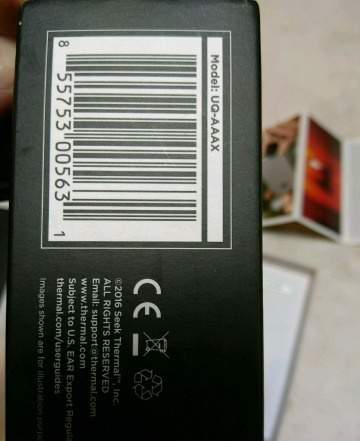 Model: UQ-AAAX
8 55753 00563 1
CE
©2016 Seek Thermal™, Inc.
ALL RIGHTS RESERVED
Email: support@thermal.com
www.thermal.com
Subject to U.S. EAR Export Regu
thermal.com/userguides
Images shown are for illustration